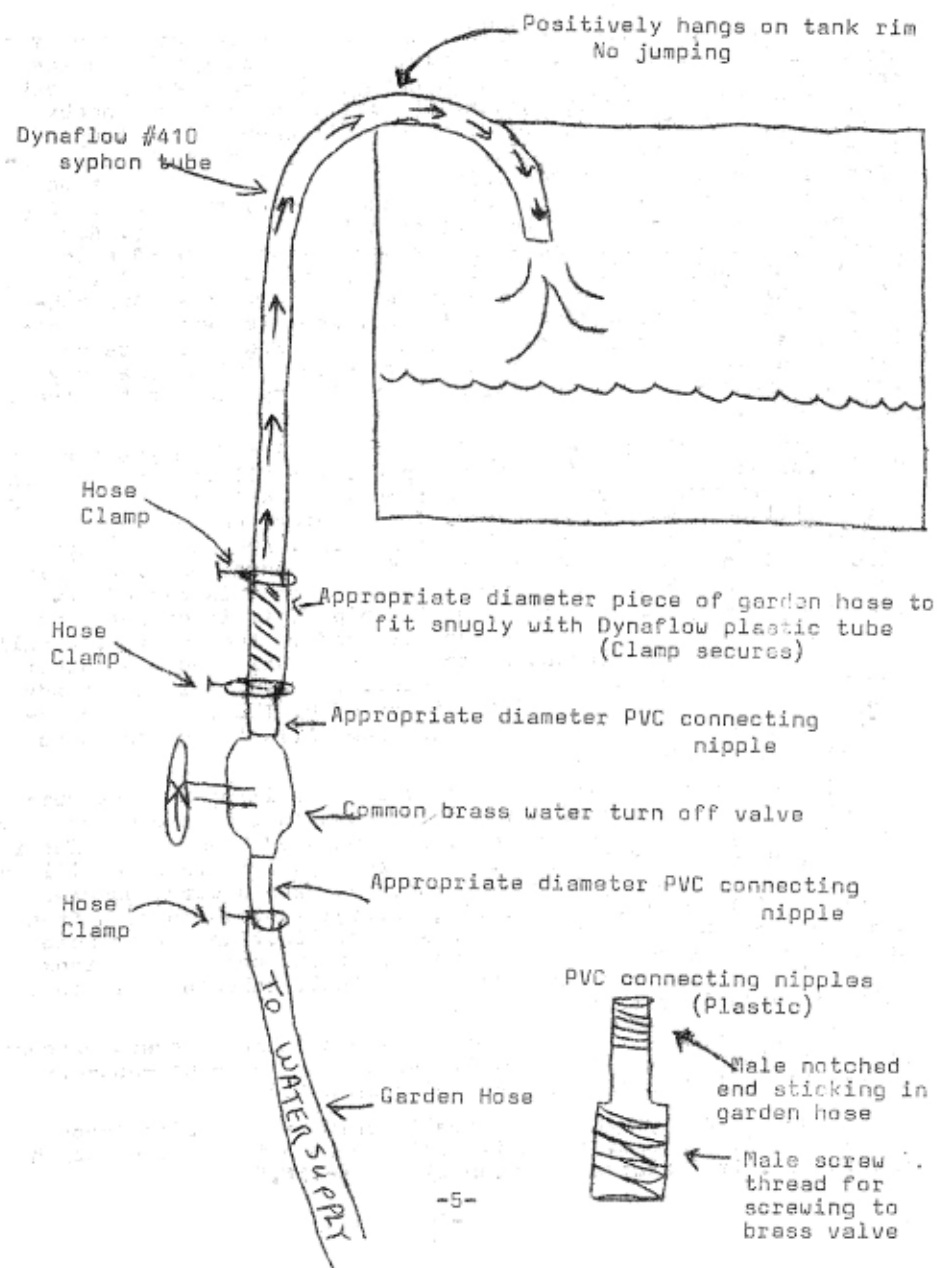 Positively hangs on tank rim
No jumping
Dynaflow #410
syphon tube
Hose
Clamp
Appropriate diameter piece of garden hose to
fit snugly with Dynaflow plastic tube
(Clamp secures)
Hose
Clamp
Appropriate diameter PVC connecting
nipple
Common brass water turn off valve
Appropriate diameter PVC connecting
nipple
Hose
Clamp
PVC connecting nipples
(Plastic)
Male notched
end sticking in
garden hose
TO WATER SUPPLY
Garden Hose
Male screw
thread for
screwing to
brass valve
-5-